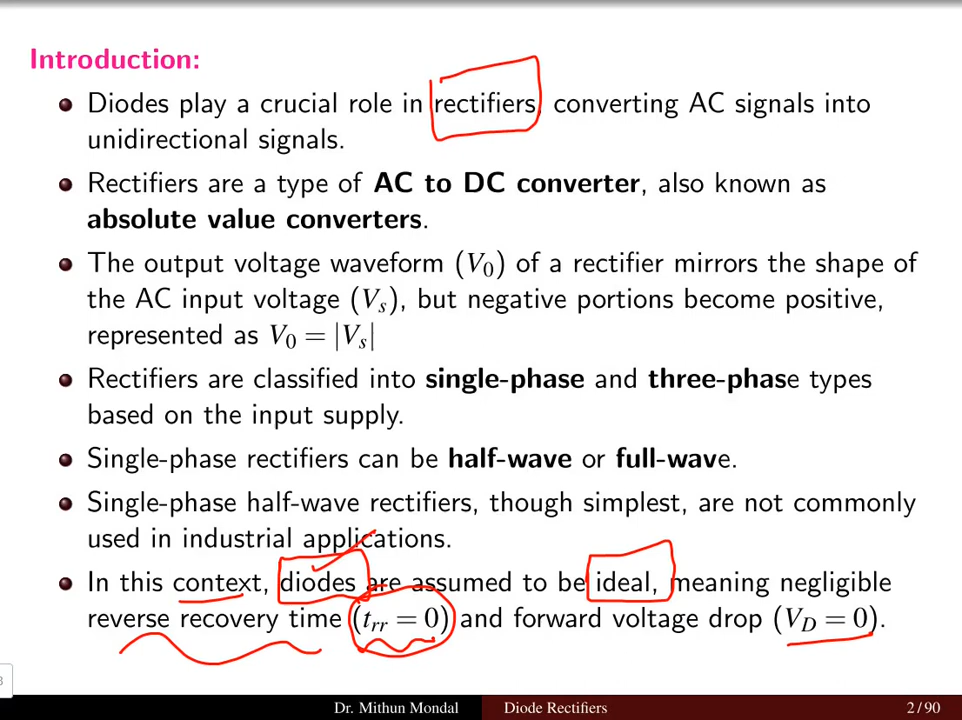 Introduction:
Diodes play a crucial role in rectifiers, converting AC signals into
unidirectional signals.
Rectifiers are a type of AC to DC converter, also known as
absolute value converters.
The output voltage waveform (V₀) of a rectifier mirrors the shape of
the AC input voltage (Vₛ), but negative portions become positive,
represented as V₀ = |Vₛ|
Rectifiers are classified into single-phase and three-phase types
based on the input supply.
Single-phase rectifiers can be half-wave or full-wave.
Single-phase half-wave rectifiers, though simplest, are not commonly
used in industrial applications.
In this context, diodes are assumed to be ideal, meaning negligible
reverse recovery time (tᵣᵣ = 0) and forward voltage drop (V_D = 0).
3
Dr. Mithun Mondal Diode Rectifiers 2 / 90